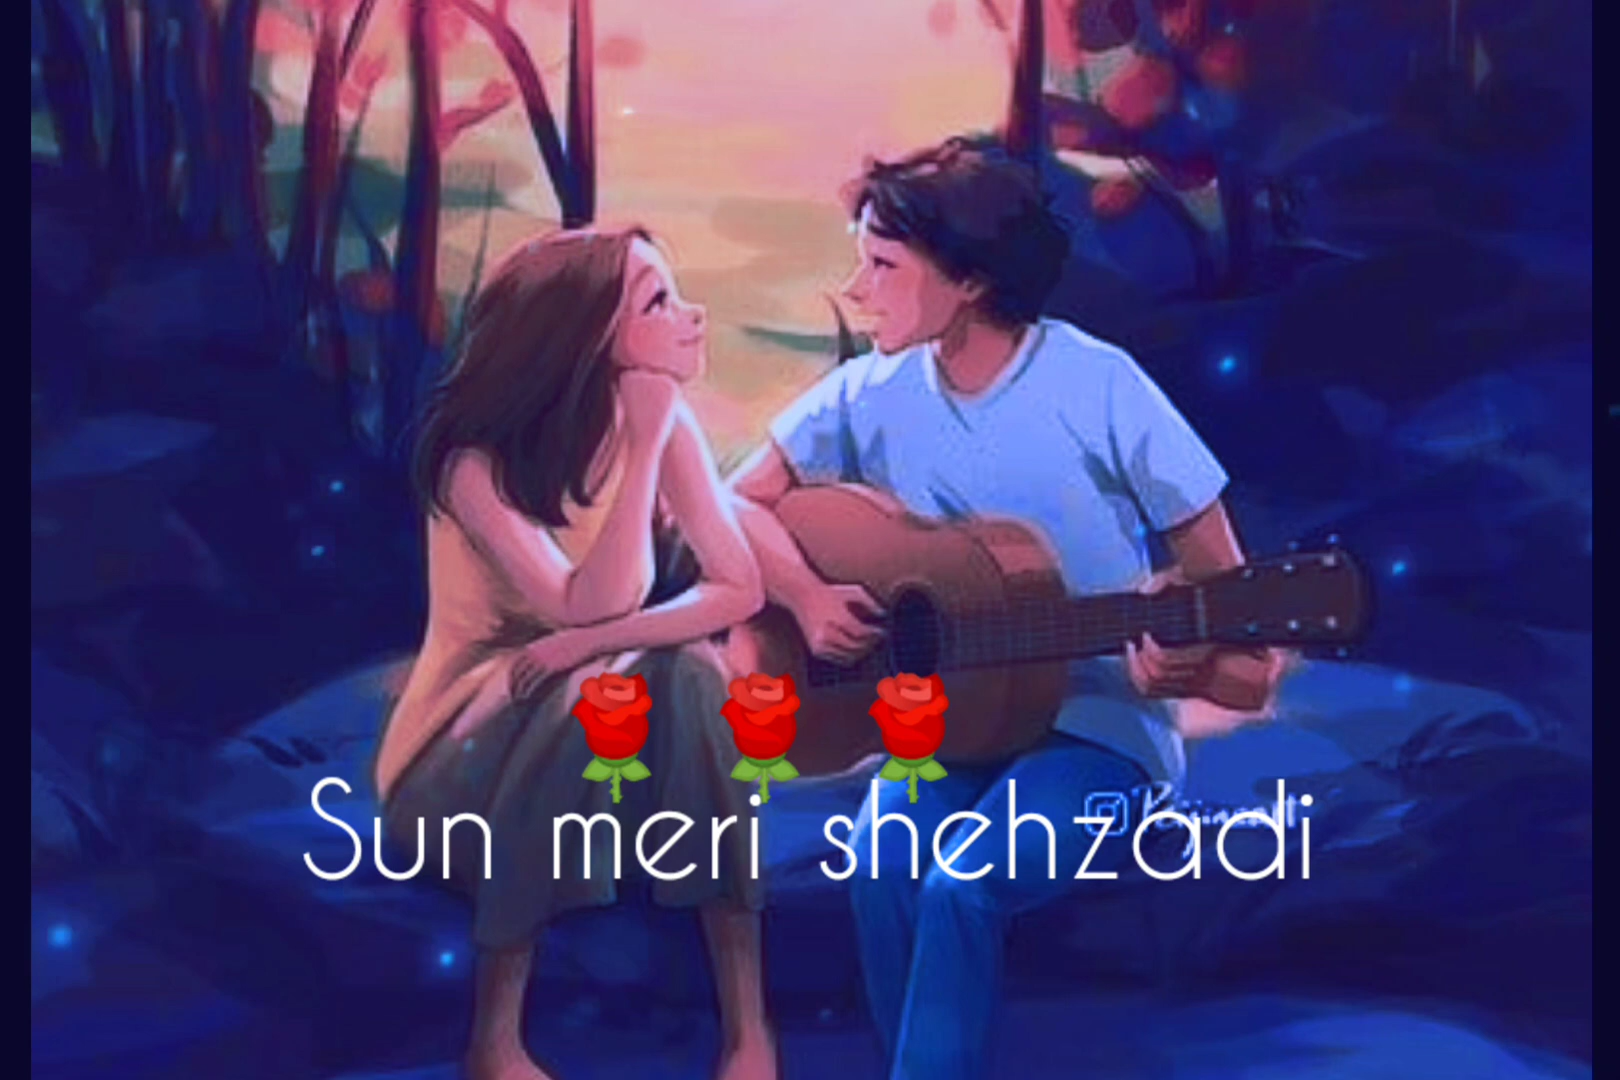 🌹 🌹 🌹
Sun meri shehzadi